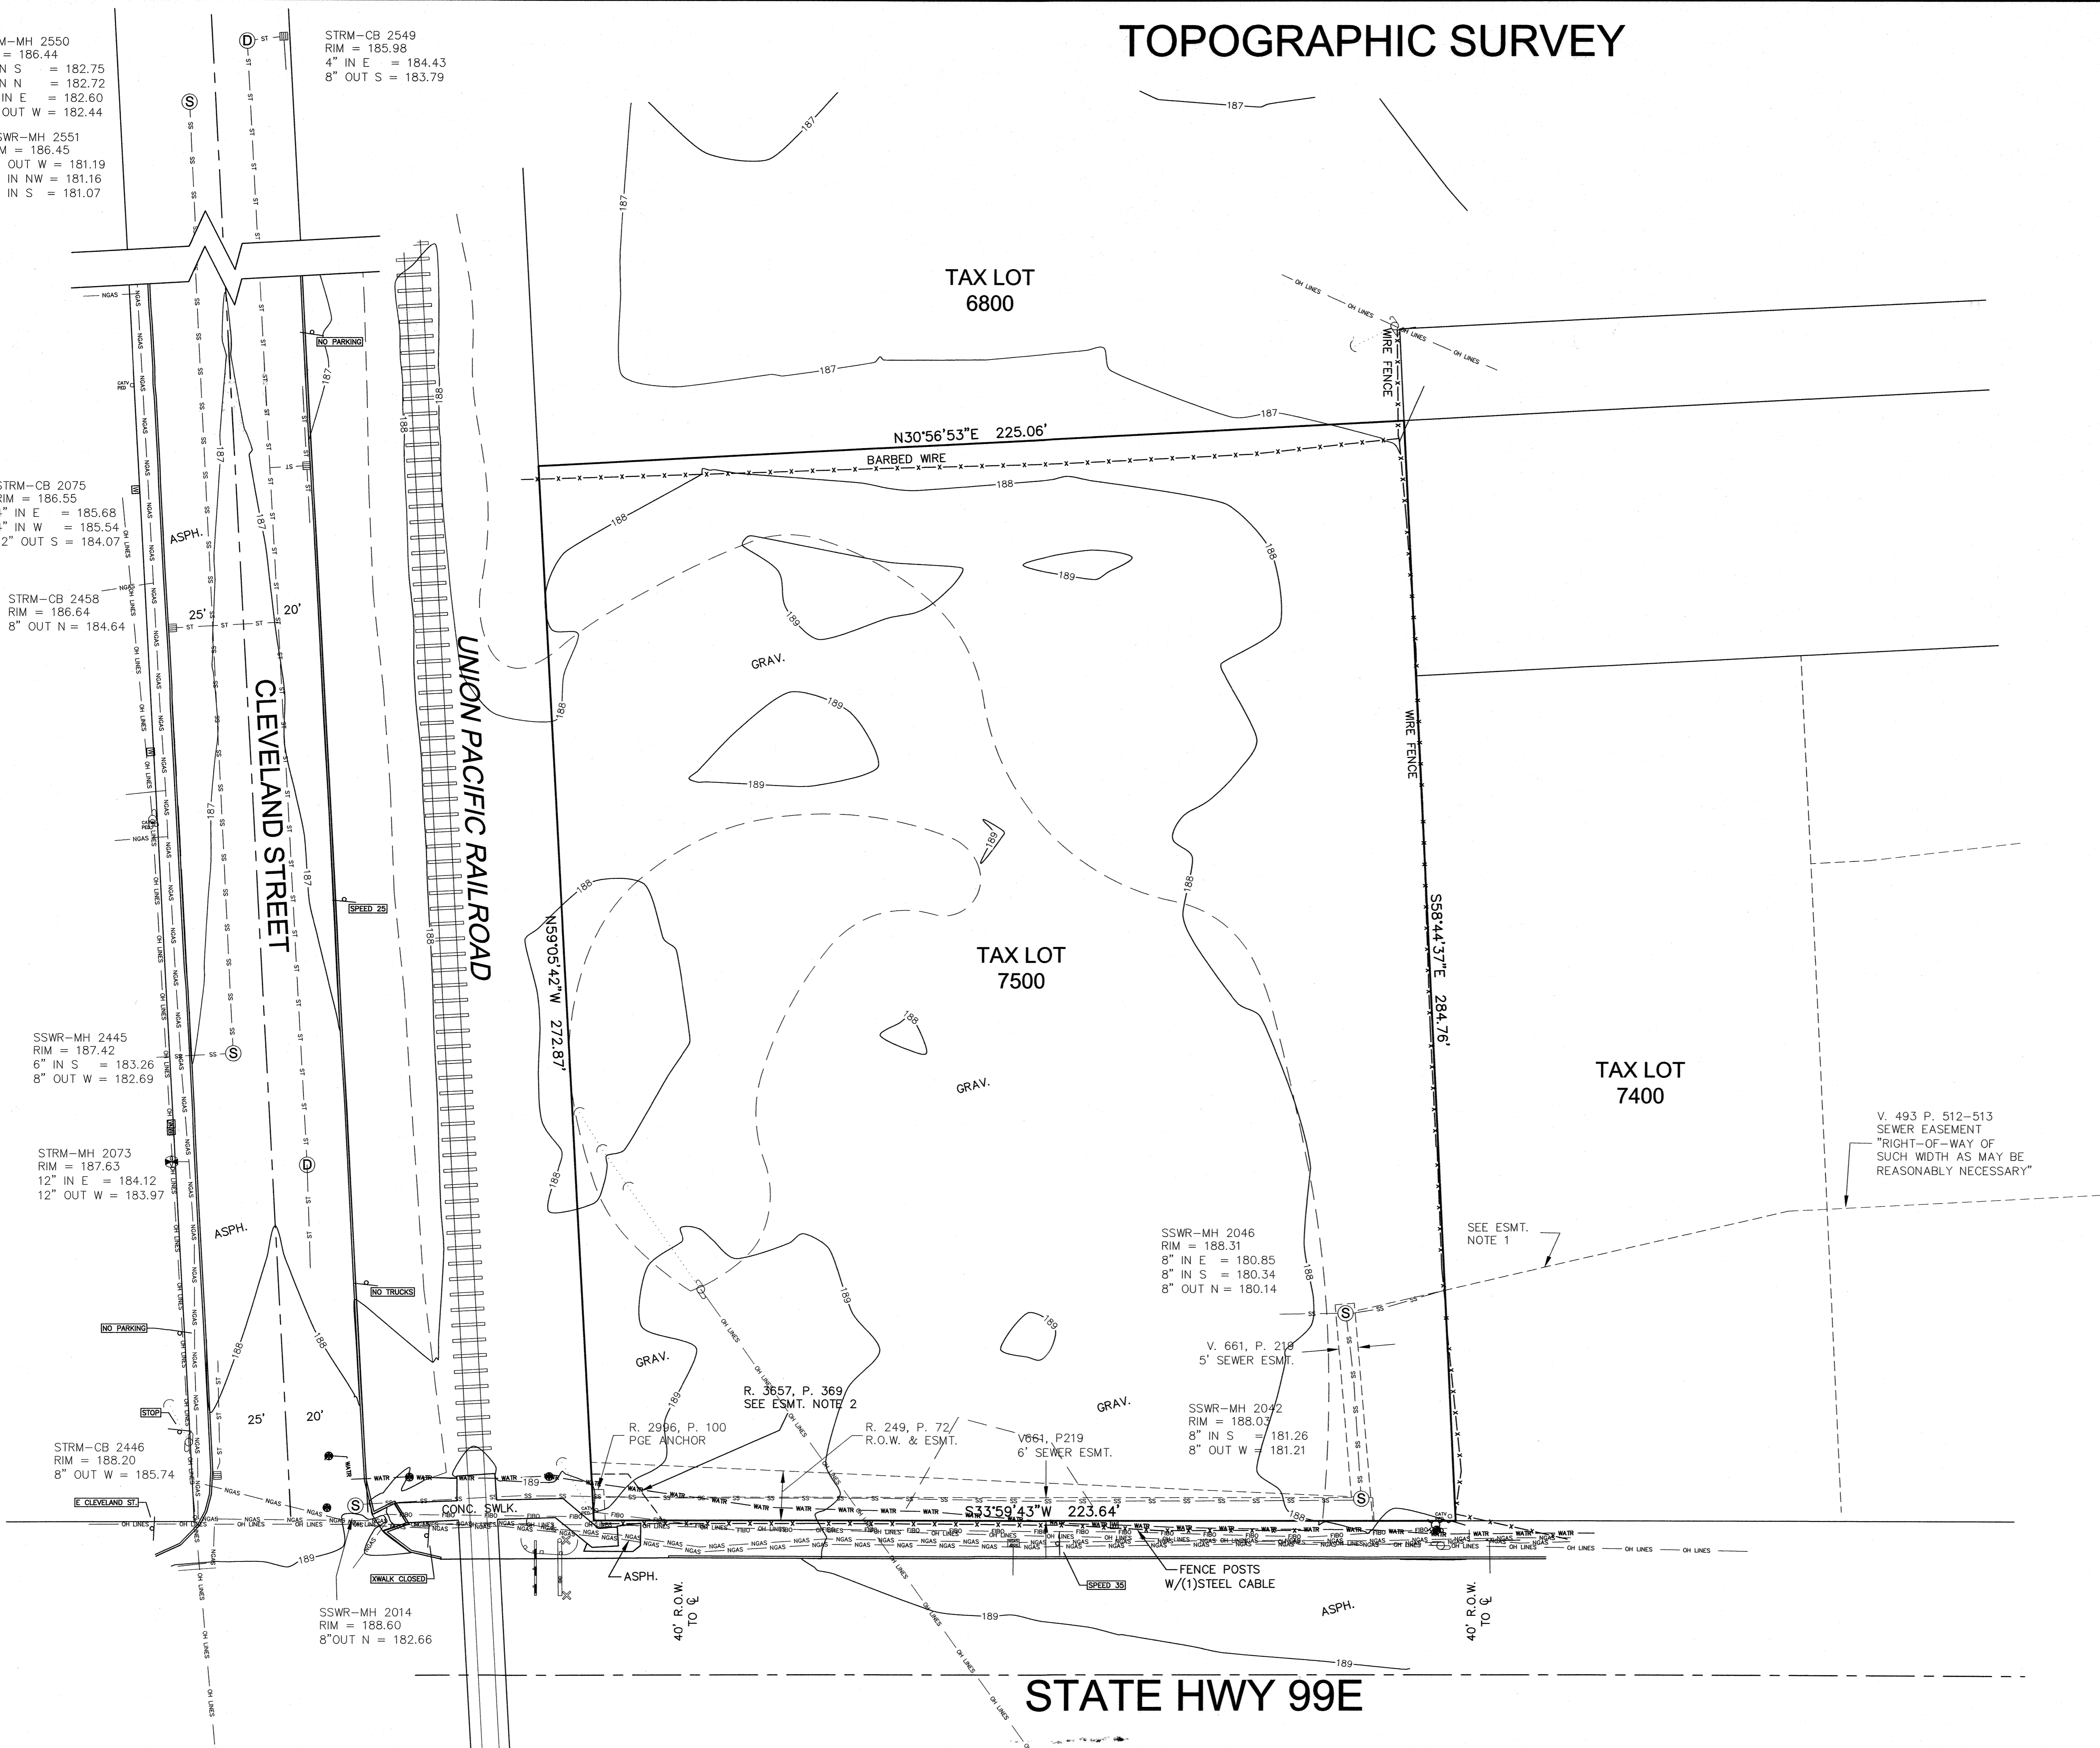 TOPOGRAPHIC SURVEY
M-MH 2550
= 186.44
N S = 182.75
N N = 182.72
IN E = 182.60
OUT W = 182.44
SWR-MH 2551
M = 186.45
OUT W = 181.19
IN NW = 181.16
IN S = 181.07
STRM-CB 2549
RIM = 185.98
4" IN E = 184.43
8" OUT S = 183.79
TAX LOT
6800
NO PARKING
WIRE FENCE
N30°56'53"E 225.06'
BARBED WIRE
STRM-CB 2075
RIM = 186.55
4" IN E = 185.68
4" IN W = 185.54
2" OUT S = 184.07
ASPH.
STRM-CB 2458
RIM = 186.64
8" OUT N = 184.64
25'
20'
CLEVELAND STREET
UNION PACIFIC RAILROAD
GRAV.
WIRE FENCE
SPEED 25
N59°05'42"W 272.87'
TAX LOT
7500
S58°44'37"E 284.76'
GRAV.
TAX LOT
7400
V. 493 P. 512-513
SEWER EASEMENT
"RIGHT-OF-WAY OF
SUCH WIDTH AS MAY BE
REASONABLY NECESSARY"
SSWR-MH 2445
RIM = 187.42
6" IN S = 183.26
8" OUT W = 182.69
STRM-MH 2073
RIM = 187.63
12" IN E = 184.12
12" OUT W = 183.97
ASPH.
SSWR-MH 2046
RIM = 188.31
8" IN E = 180.85
8" IN S = 180.34
8" OUT N = 180.14
SEE ESMT.
NOTE 1
NO TRUCKS
NO PARKING
V. 661, P. 219
5' SEWER ESMT.
GRAV.
R. 3657, P. 369
SEE ESMT. NOTE 2
GRAV.
STOP
25'
20'
R. 2996, P. 100
PGE ANCHOR
R. 249, P. 72
R.O.W. & ESMT.
V661, P219
6' SEWER ESMT.
SSWR-MH 2042
RIM = 188.03
8" IN S = 181.26
8" OUT W = 181.21
STRM-CB 2446
RIM = 188.20
8" OUT W = 185.74
E CLEVELAND ST.
CONC. SWLK.
S33°59'43"W 223.64'
XWALK CLOSED
ASPH.
SPEED 35
FENCE POSTS
W/(1)STEEL CABLE
SSWR-MH 2014
RIM = 188.60
8"OUT N = 182.66
40' R.O.W.
TO ℄
ASPH.
40' R.O.W.
TO ℄
STATE HWY 99E